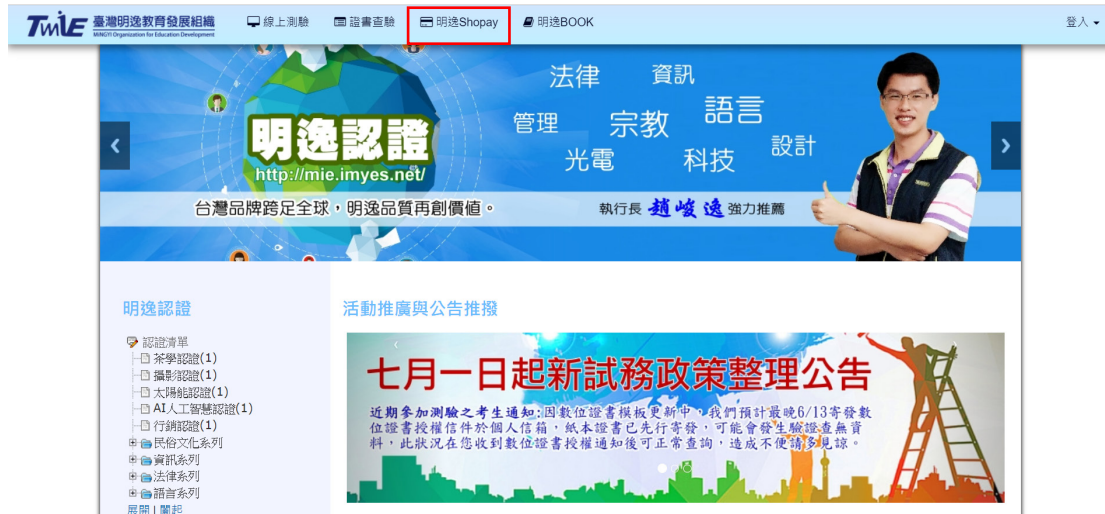 TWMIE 臺灣明逸教育發展組織
MINGYI Organization for Education Development
線上測驗
證書查驗
明逸Shopay
明逸BOOK
登入
法律 資訊
管理 宗教 語言
光電 科技 設計
明逸認證
http://mie.imyes.net/
台灣品牌跨足全球,明逸品質再創價值。
執行長 趙峻逸 強力推薦
明逸認證
認證清單
茶學認證(1)
攝影認證(1)
太陽能認證(1)
AI人工智慧認證(1)
行銷認證(1)
民俗文化系列
資訊系列
法律系列
語言系列
展開 | 闔起
活動推廣與公告推撥
七月一日起新試務政策整理公告
近期參加測驗之考生通知:因數位證書模板更新中,我們預計最晚6/13寄發數
位證書授權信件於個人信箱,紙本證書已先行寄發,可能會發生驗證查無資
料,此狀況在您收到數位證書授權通知後可正常查詢,造成不便請多見諒。